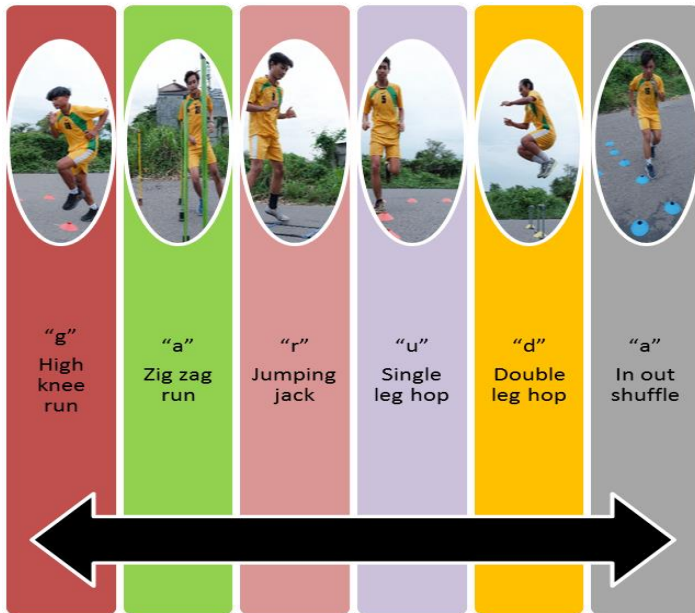 “g”
High
knee
run
“a”
Zig zag
run
“r”
Jumping
jack
“u”
Single
leg hop
“d”
Double
leg hop
“a”
In out
shuffle